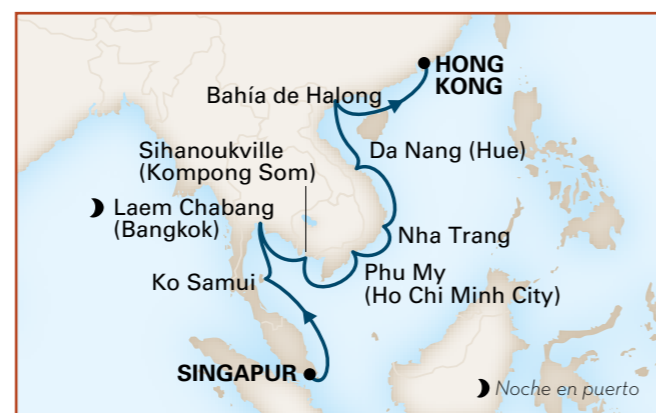 HONG
KONG
Bahía de Halong
Sihanoukville
(Kompong Som)
Da Nang (Hue)
Laem Chabang
(Bangkok)
Nha Trang
Ko Samui
Phu My
(Ho Chi Minh City)
SINGAPUR
Noche en puerto